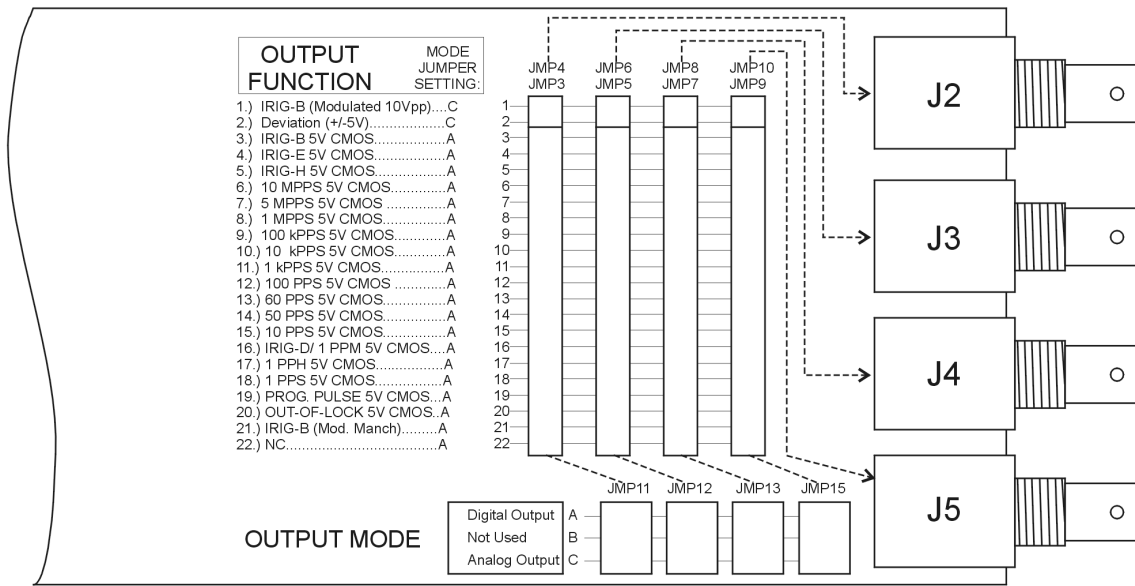 OUTPUT FUNCTION
MODE JUMPER SETTING:
1.) IRIG-B (Modulated 10Vpp)....C
2.) Deviation (+/-5V)..................C
3.) IRIG-B 5V CMOS................A
4.) IRIG-E 5V CMOS................A
5.) IRIG-H 5V CMOS................A
6.) 10 MPPS 5V CMOS.............A
7.) 5 MPPS 5V CMOS...............A
8.) 1 MPPS 5V CMOS...............A
9.) 100 kPPS 5V CMOS............A
10.) 10 kPPS 5V CMOS............A
11.) 1 kPPS 5V CMOS..............A
12.) 100 PPS 5V CMOS ............A
13.) 60 PPS 5V CMOS...............A
14.) 50 PPS 5V CMOS...............A
15.) 10 PPS 5V CMOS...............A
16.) IRIG-D/ 1 PPM 5V CMOS....A
17.) 1 PPH 5V CMOS.................A
18.) 1 PPS 5V CMOS.................A
19.) PROG. PULSE 5V CMOS...A
20.) OUT-OF-LOCK 5V CMOS..A
21.) IRIG-B (Mod. Manch).........A
22.) NC..........................................A
JMP4 JMP6 JMP8 JMP10
JMP3 JMP5 JMP7 JMP9
1
2
3
4
5
6
7
8
9
10
11
12
13
14
15
16
17
18
19
20
21
22
J2
J3
J4
J5
JMP11 JMP12 JMP13 JMP15
OUTPUT MODE
Digital Output A
Not Used B
Analog Output C